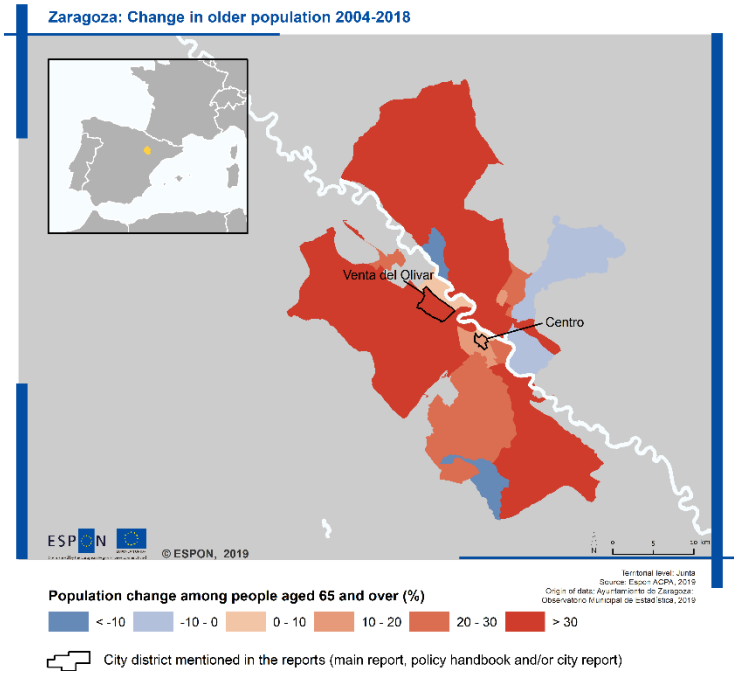 Zaragoza: Change in older population 2004-2018
Venta del Olivar
Centro
ESPON
© ESPON, 2019
N
0 5 10 km
Territorial level: Junta
Source: Espon ACPA, 2019
Origin of data: Ayuntamiento de Zaragoza:
Observatorio Municipal de Estadística, 2019
Population change among people aged 65 and over (%)
< -10 -10 - 0 0 - 10 10 - 20 20 - 30 > 30
City district mentioned in the reports (main report, policy handbook and/or city report)